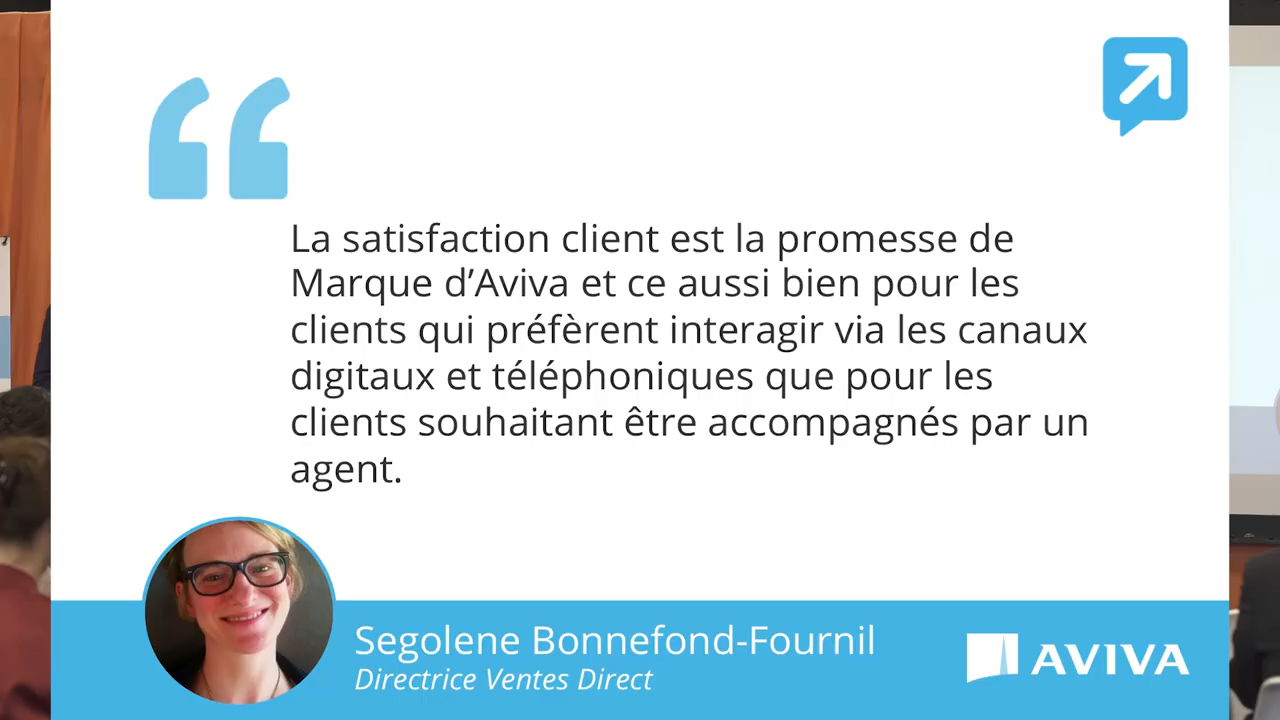 La satisfaction client est la promesse de
Marque d’Aviva et ce aussi bien pour les
clients qui préfèrent interagir via les canaux
digitaux et téléphoniques que pour les
clients souhaitant être accompagnés par un
agent.
Segolene Bonnefond-Fournil
Directrice Ventes Direct
AVIVA